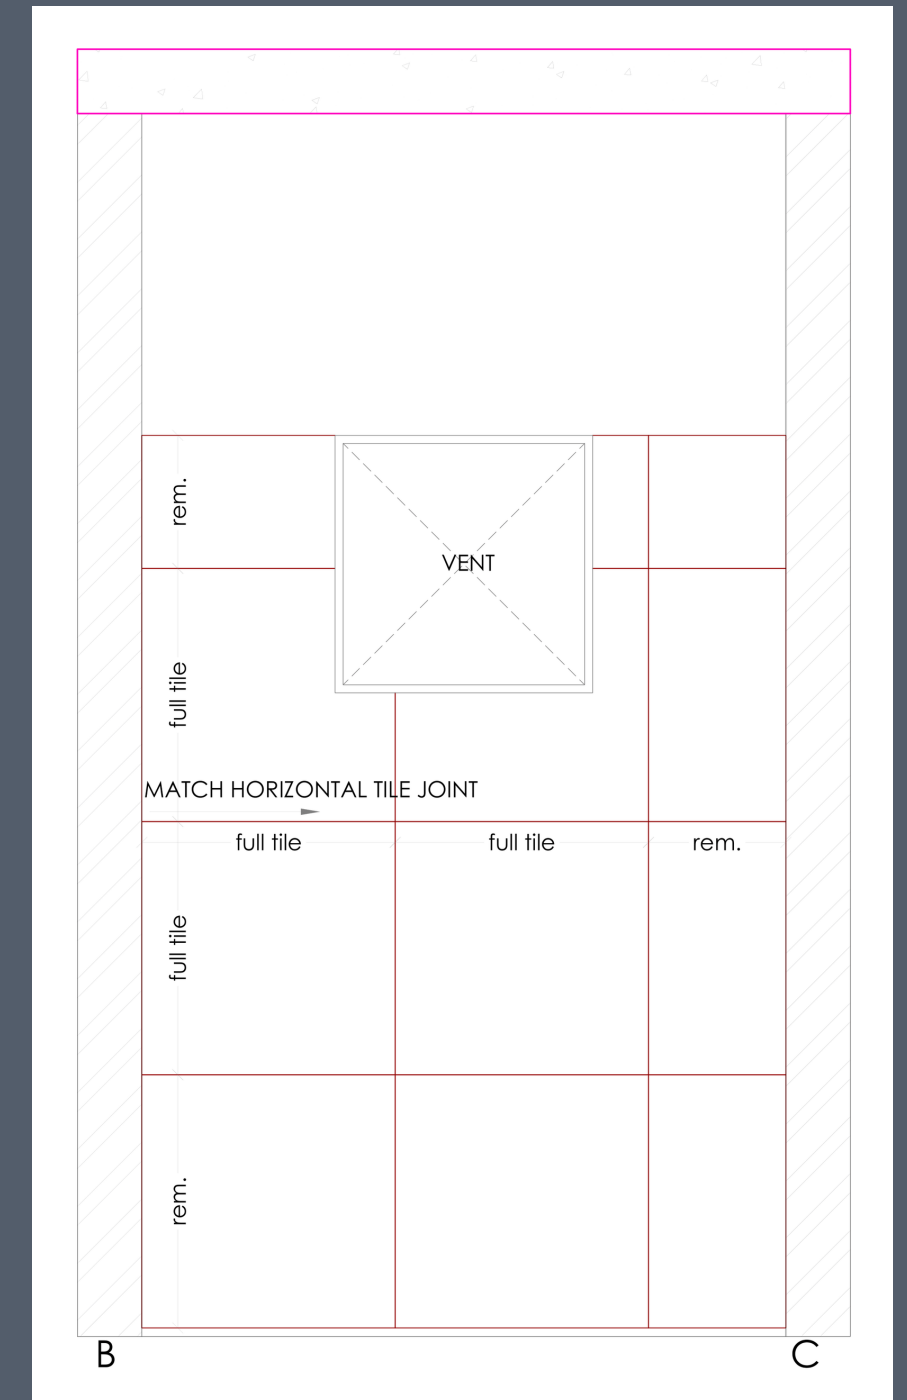 rem.
VENT
full tile
MATCH HORIZONTAL TILE JOINT
full tile
full tile
rem.
full tile
rem.
B
C